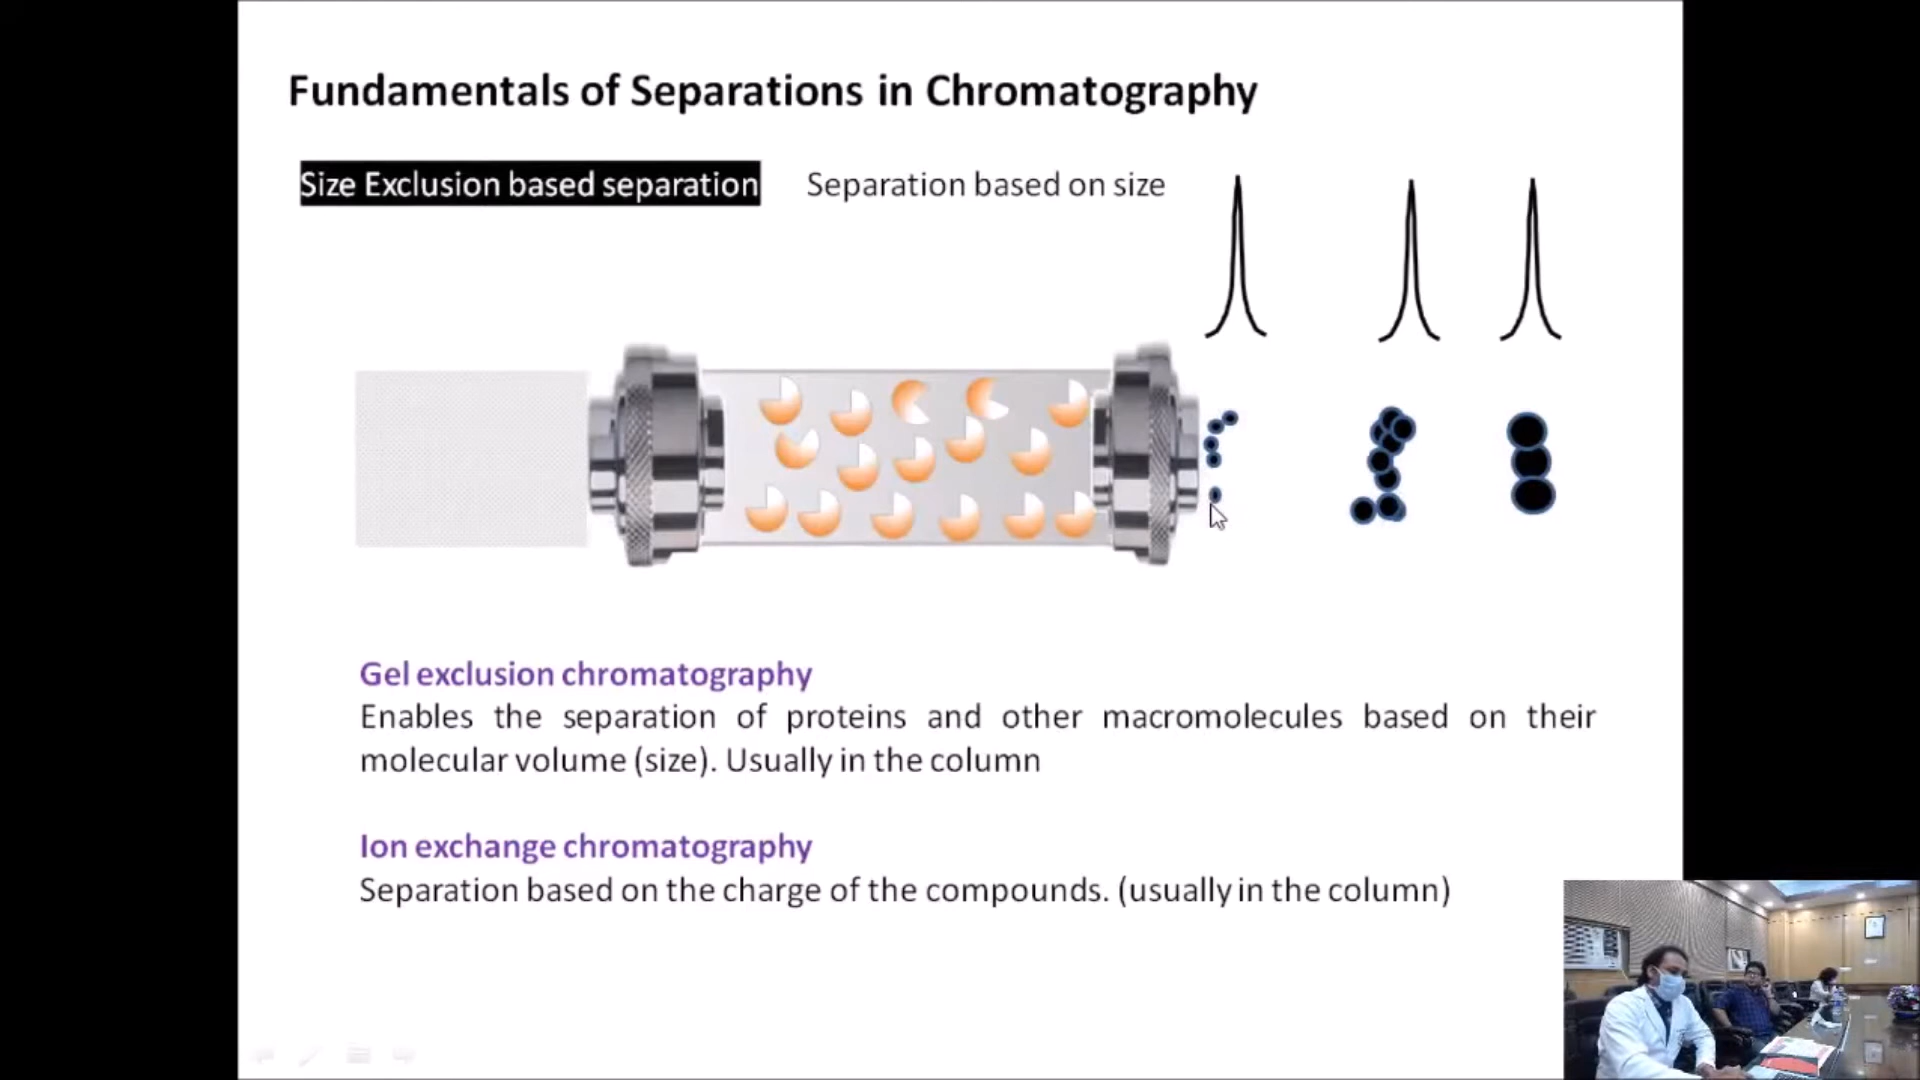 Fundamentals of Separations in Chromatography
Size Exclusion based separation
Separation based on size
Gel exclusion chromatography
Enables the separation of proteins and other macromolecules based on their
molecular volume (size). Usually in the column
Ion exchange chromatography
Separation based on the charge of the compounds. (usually in the column)